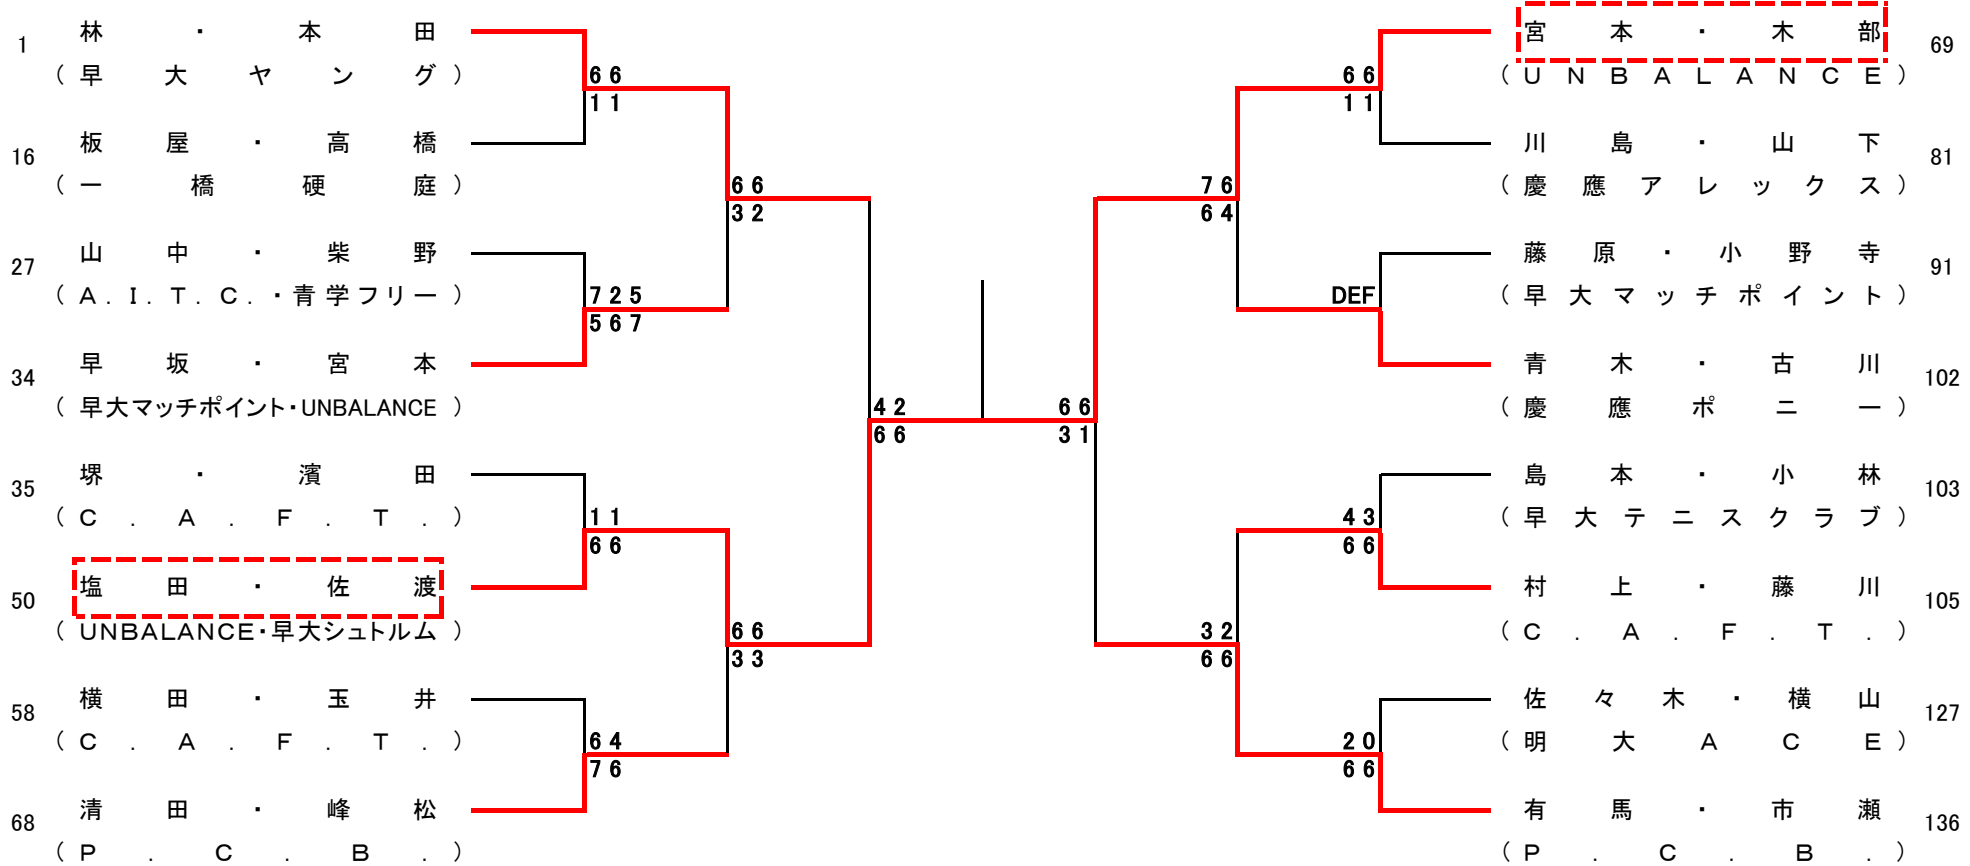 1 林・本田
(早大ヤング)
66
11
16 板屋・高橋
(一橋硬庭)
66
32
27 山中・柴野
(A.I.T.C.・青学フリー)
725
567
34 早坂・宮本
(早大マッチポイント・UNBALANCE)
42
66
35 堺・濱田
(C.A.F.T.)
11
66
50 塩田・佐渡
(UNBALANCE・早大シュトルム)
66
33
58 横田・玉井
(C.A.F.T.)
64
76
68 清田・峰松
(P.C.B.)
宮本・木部 69
(UNBALANCE)
66
11
川島・山下 81
(慶應アレックス)
76
64
藤原・小野寺 91
(早大マッチポイント)
DEF
青木・古川 102
(慶應ポニー)
66
31
島本・小林 103
(早大テニスクラブ)
43
66
村上・藤川 105
(C.A.F.T.)
32
66
佐々木・横山 127
(明大ACE)
20
66
有馬・市瀬 136
(P.C.B.)